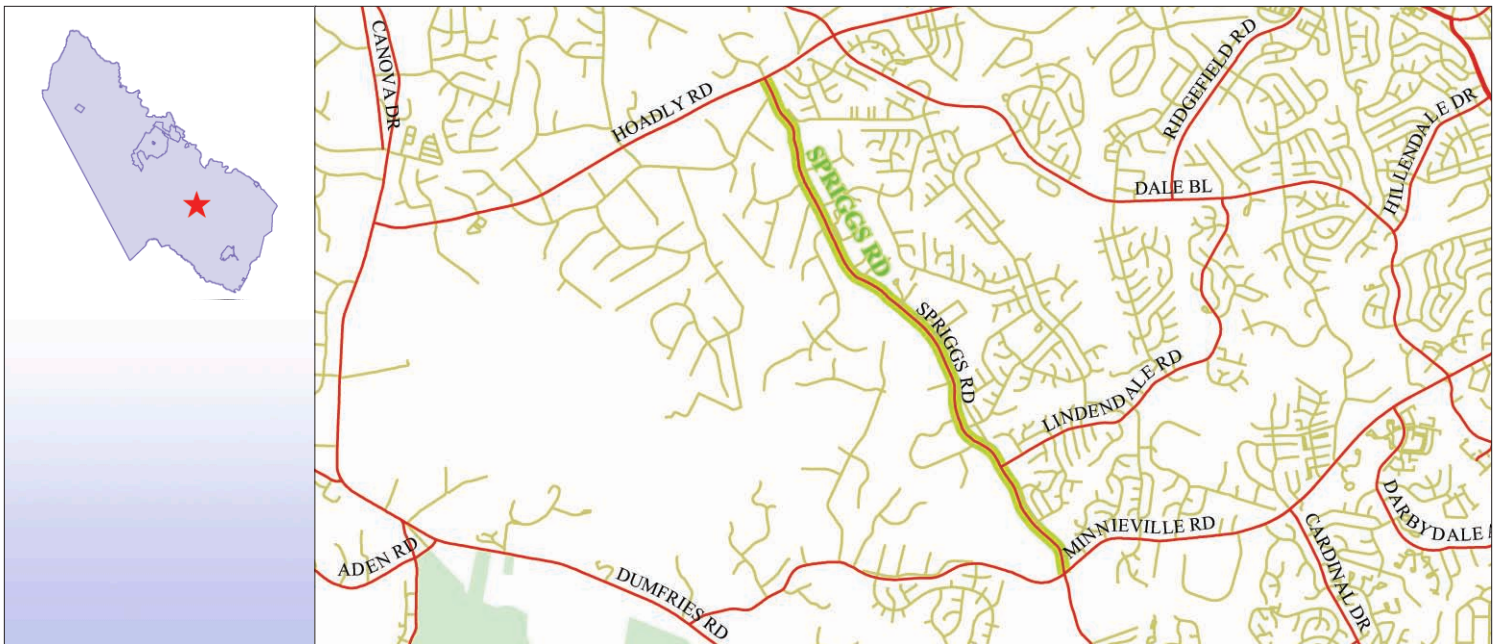 CANOVA DR
HOADLY RD
RIDGEFIELD RD
HILLENDALE DR
DALE BL
SPRIGGS RD
SPRIGGS RD
LINDENDALE RD
MINNIEVILLE RD
DARBYDALE
CARDINAL DR
ADEN RD
DUMFRIES RD